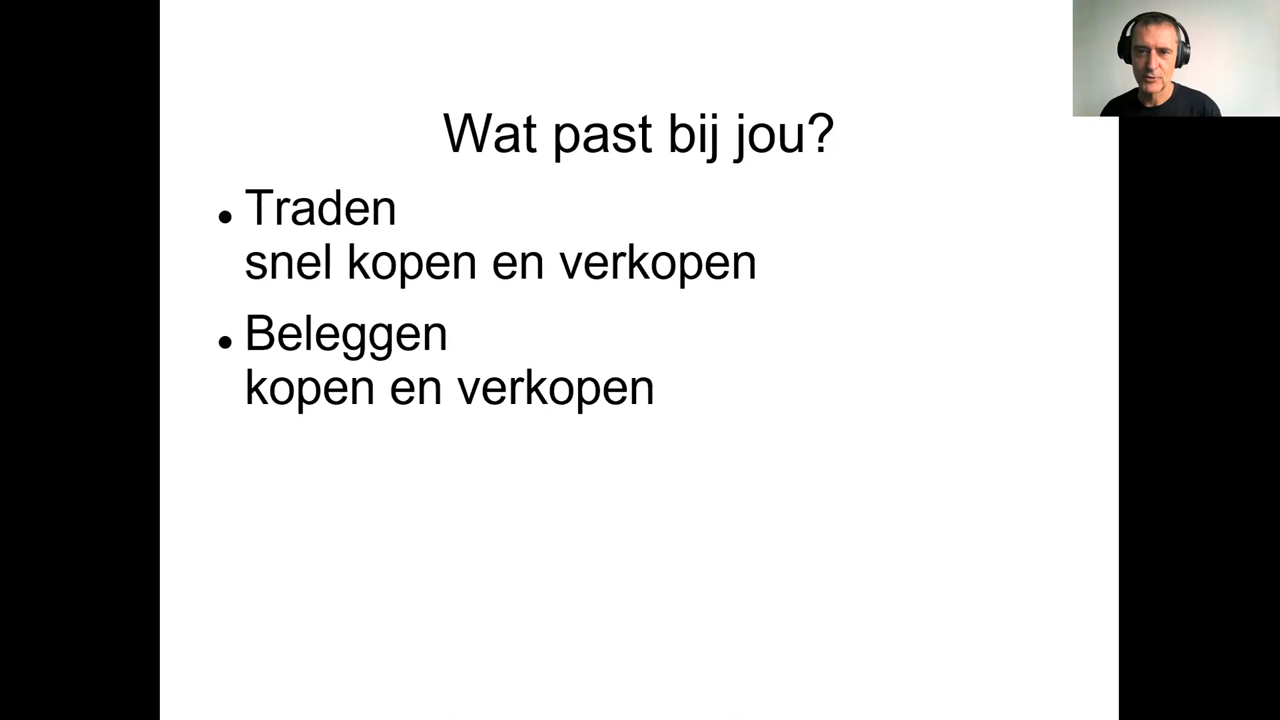 Wat past bij jou?
• Traden
snel kopen en verkopen
• Beleggen
kopen en verkopen